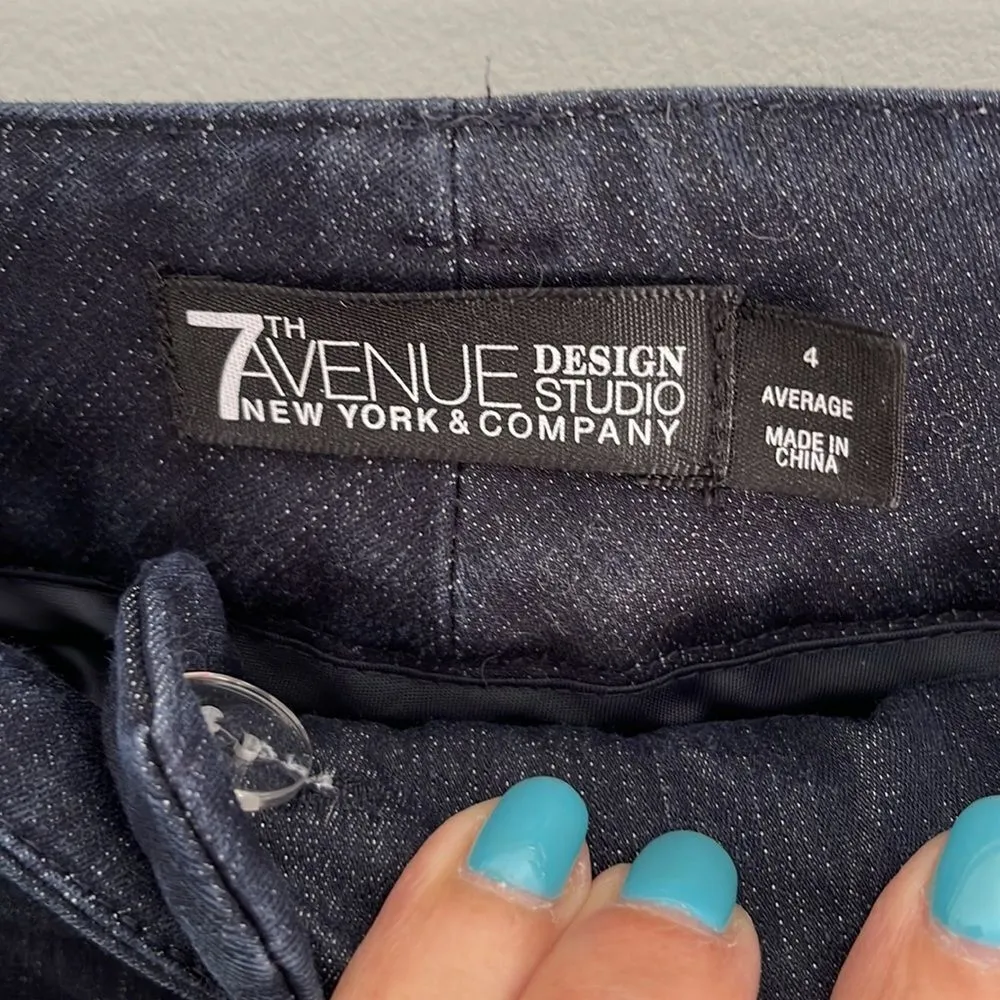 7TH
AVENUE DESIGN STUDIO
NEW YORK & COMPANY
4
AVERAGE
MADE IN
CHINA